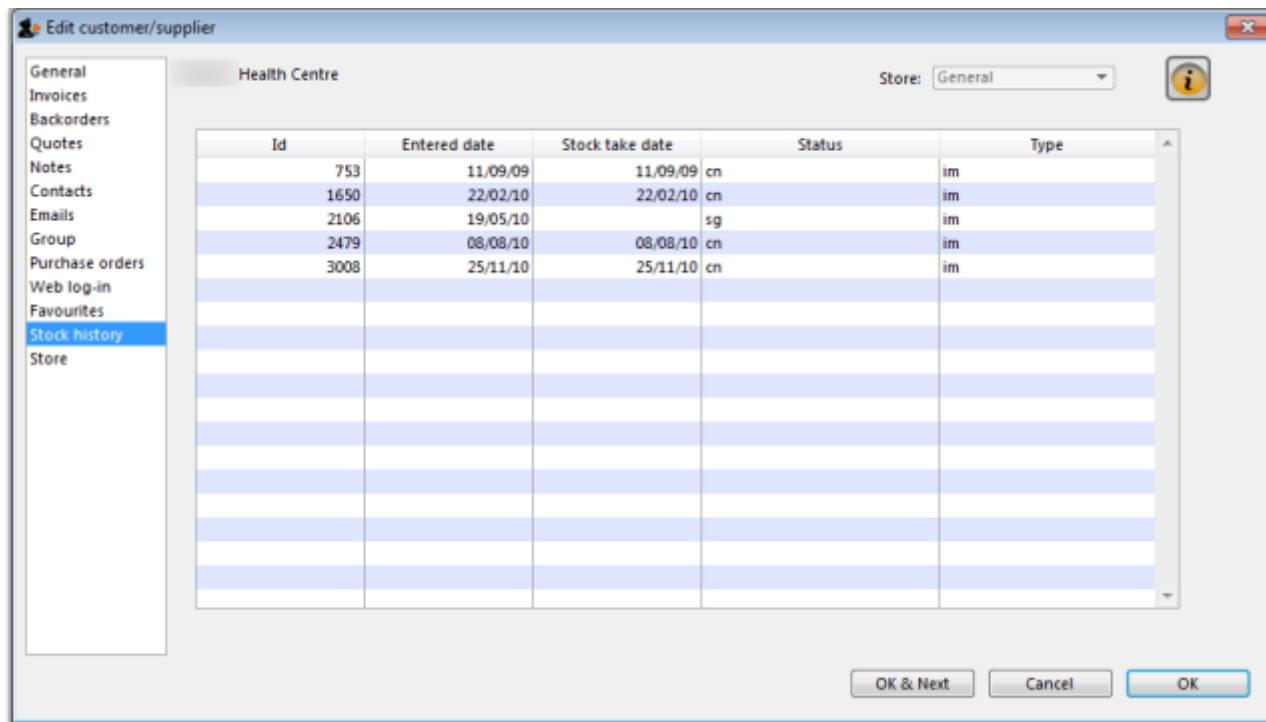 Edit customer/supplier
General
Invoices
Backorders
Quotes
Notes
Contacts
Emails
Group
Purchase orders
Web log-in
Favourites
Stock history
Store
Health Centre
Store: General
Id Entered date Stock take date Status Type
753 11/09/09 11/09/09 cn im
1650 22/02/10 22/02/10 cn im
2106 19/05/10 sg im
2479 08/08/10 08/08/10 cn im
3008 25/11/10 25/11/10 cn im
OK & Next Cancel OK